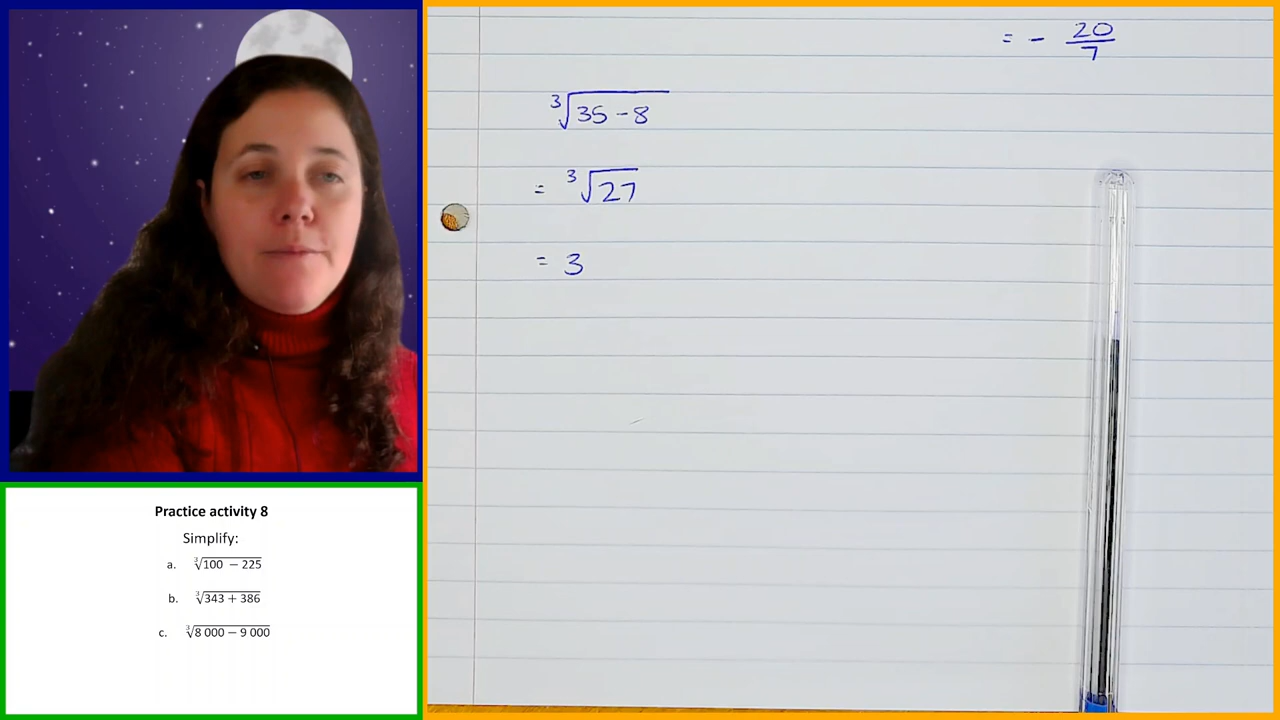 = - 20/7
∛(35 - 8)
= ∛27
= 3
Practice activity 8
Simplify:
a. ∛(100 − 225)
b. ∛(343 + 386)
c. ∛(8 000 − 9 000)